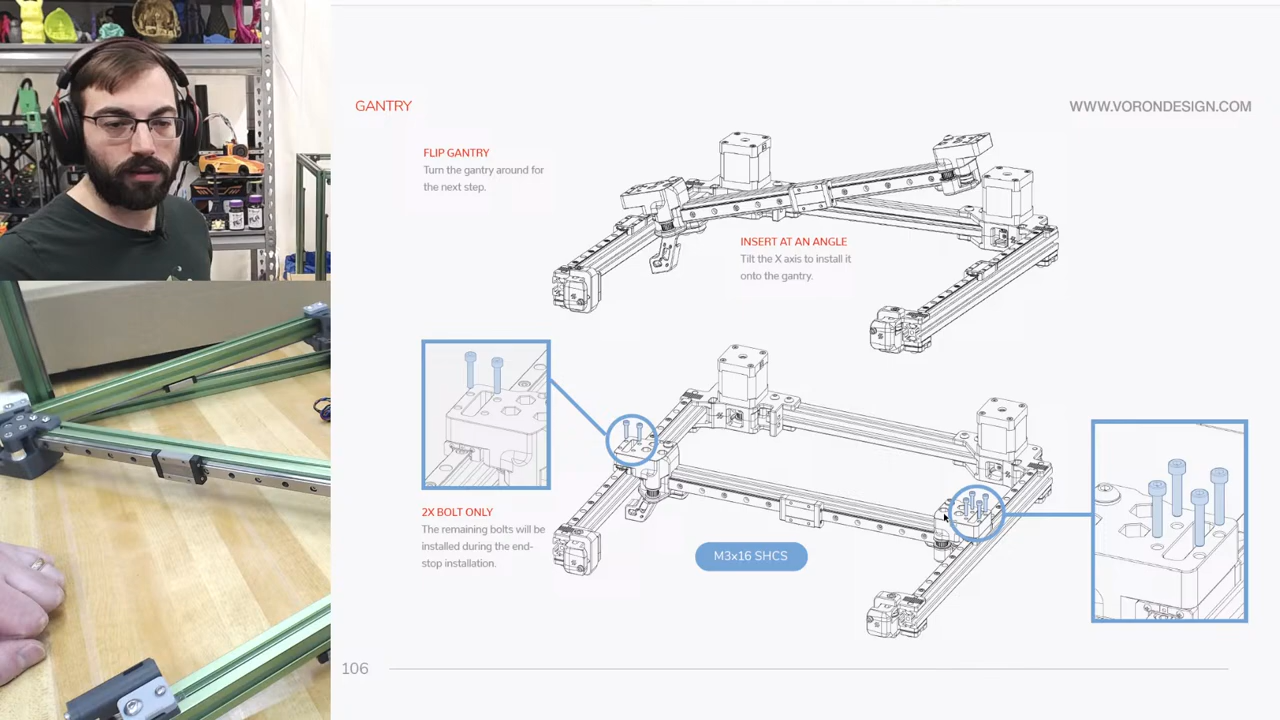 GANTRY
WWW.VORONDESIGN.COM
FLIP GANTRY
Turn the gantry around for
the next step.
INSERT AT AN ANGLE
Tilt the X axis to install it
onto the gantry.
2X BOLT ONLY
The remaining bolts will be
installed during the end-
stop installation.
M3x16 SHCS
106